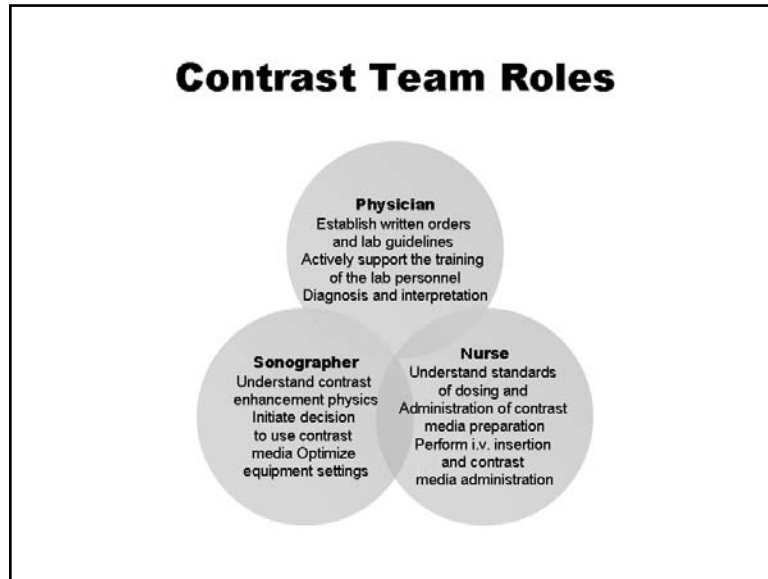 Contrast Team Roles
Physician
Establish written orders
and lab guidelines
Actively support the training
of the lab personnel
Diagnosis and interpretation
Sonographer
Understand contrast
enhancement physics
Initiate decision
to use contrast
media Optimize
equipment settings
Nurse
Understand standards
of dosing and
Administration of contrast
media preparation
Perform i.v. insertion
and contrast
media administration